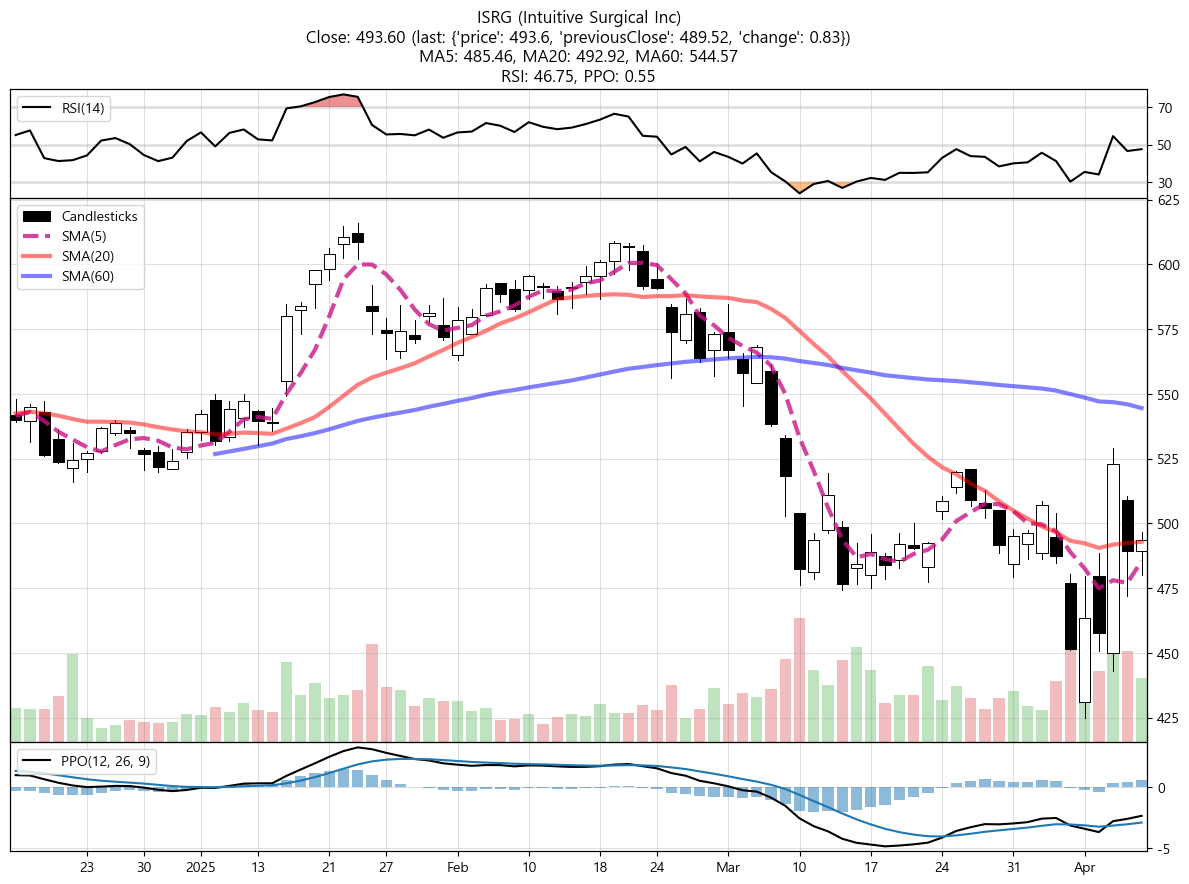 ISRG (Intuitive Surgical Inc)
Close: 493.60 (last: {'price': 493.6, 'previousClose': 489.52, 'change': 0.83})
MA5: 485.46, MA20: 492.92, MA60: 544.57
RSI: 46.75, PPO: 0.55
RSI(14)
70
50
30
Candlesticks
SMA(5)
SMA(20)
SMA(60)
625
600
575
550
525
500
475
450
425
PPO(12, 26, 9)
0
-5
23 30 2025 13 21 27 Feb 10 18 24 Mar 10 17 24 31 Apr